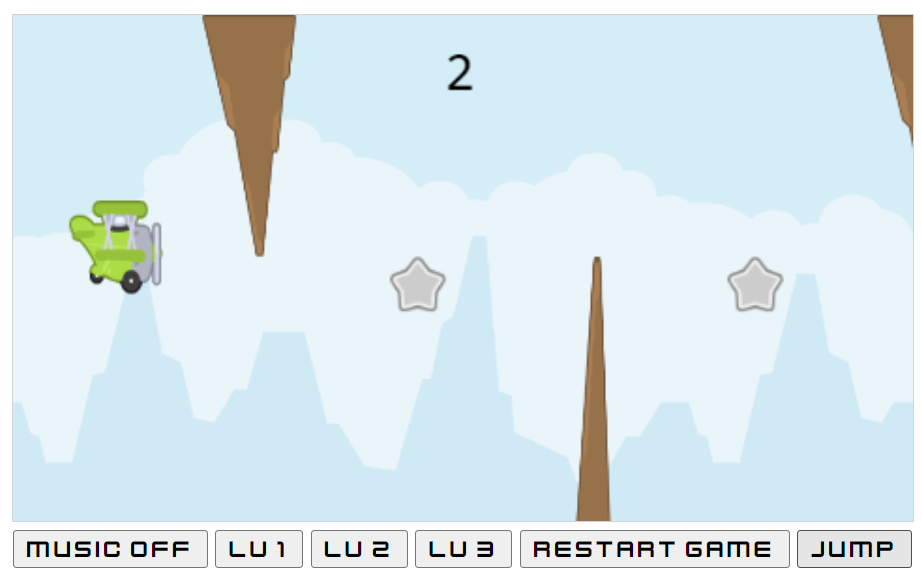 2
MUSIC OFF LU 1 LU 2 LU 3 RESTART GAME JUMP